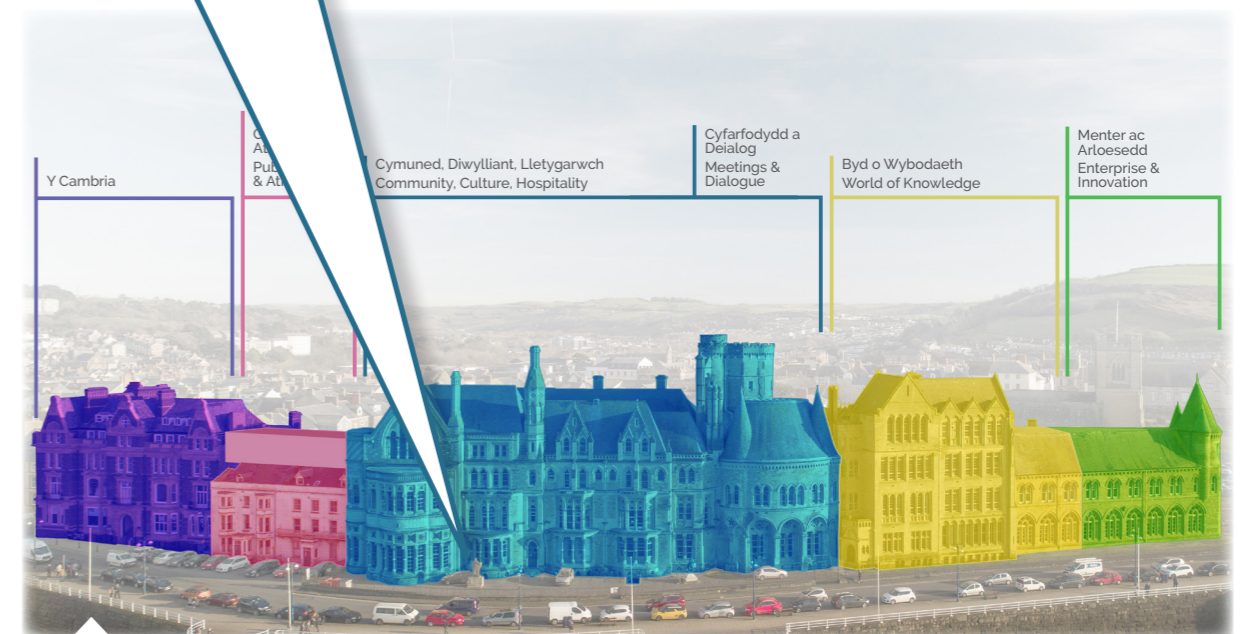 Y Cambria
Cymuned, Diwylliant, Lletygarwch
Community, Culture, Hospitality
Cyfarfodydd a
Deialog
Meetings &
Dialogue
Byd o Wybodaeth
World of Knowledge
Menter ac
Arloesedd
Enterprise &
Innovation